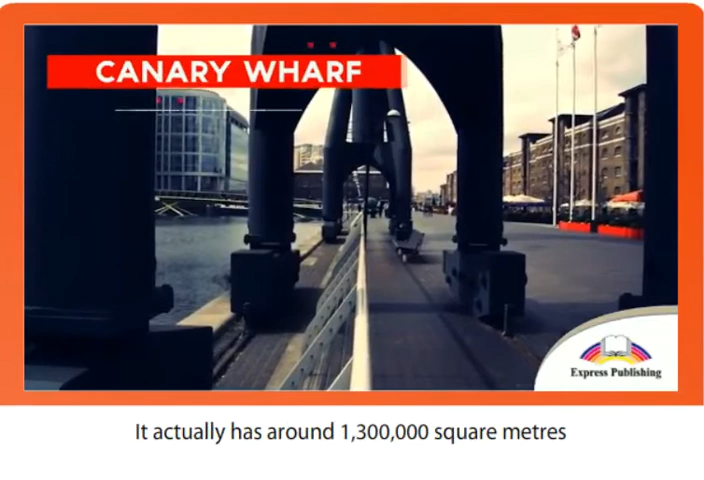 CANARY WHARF
Express Publishing
It actually has around 1,300,000 square metres